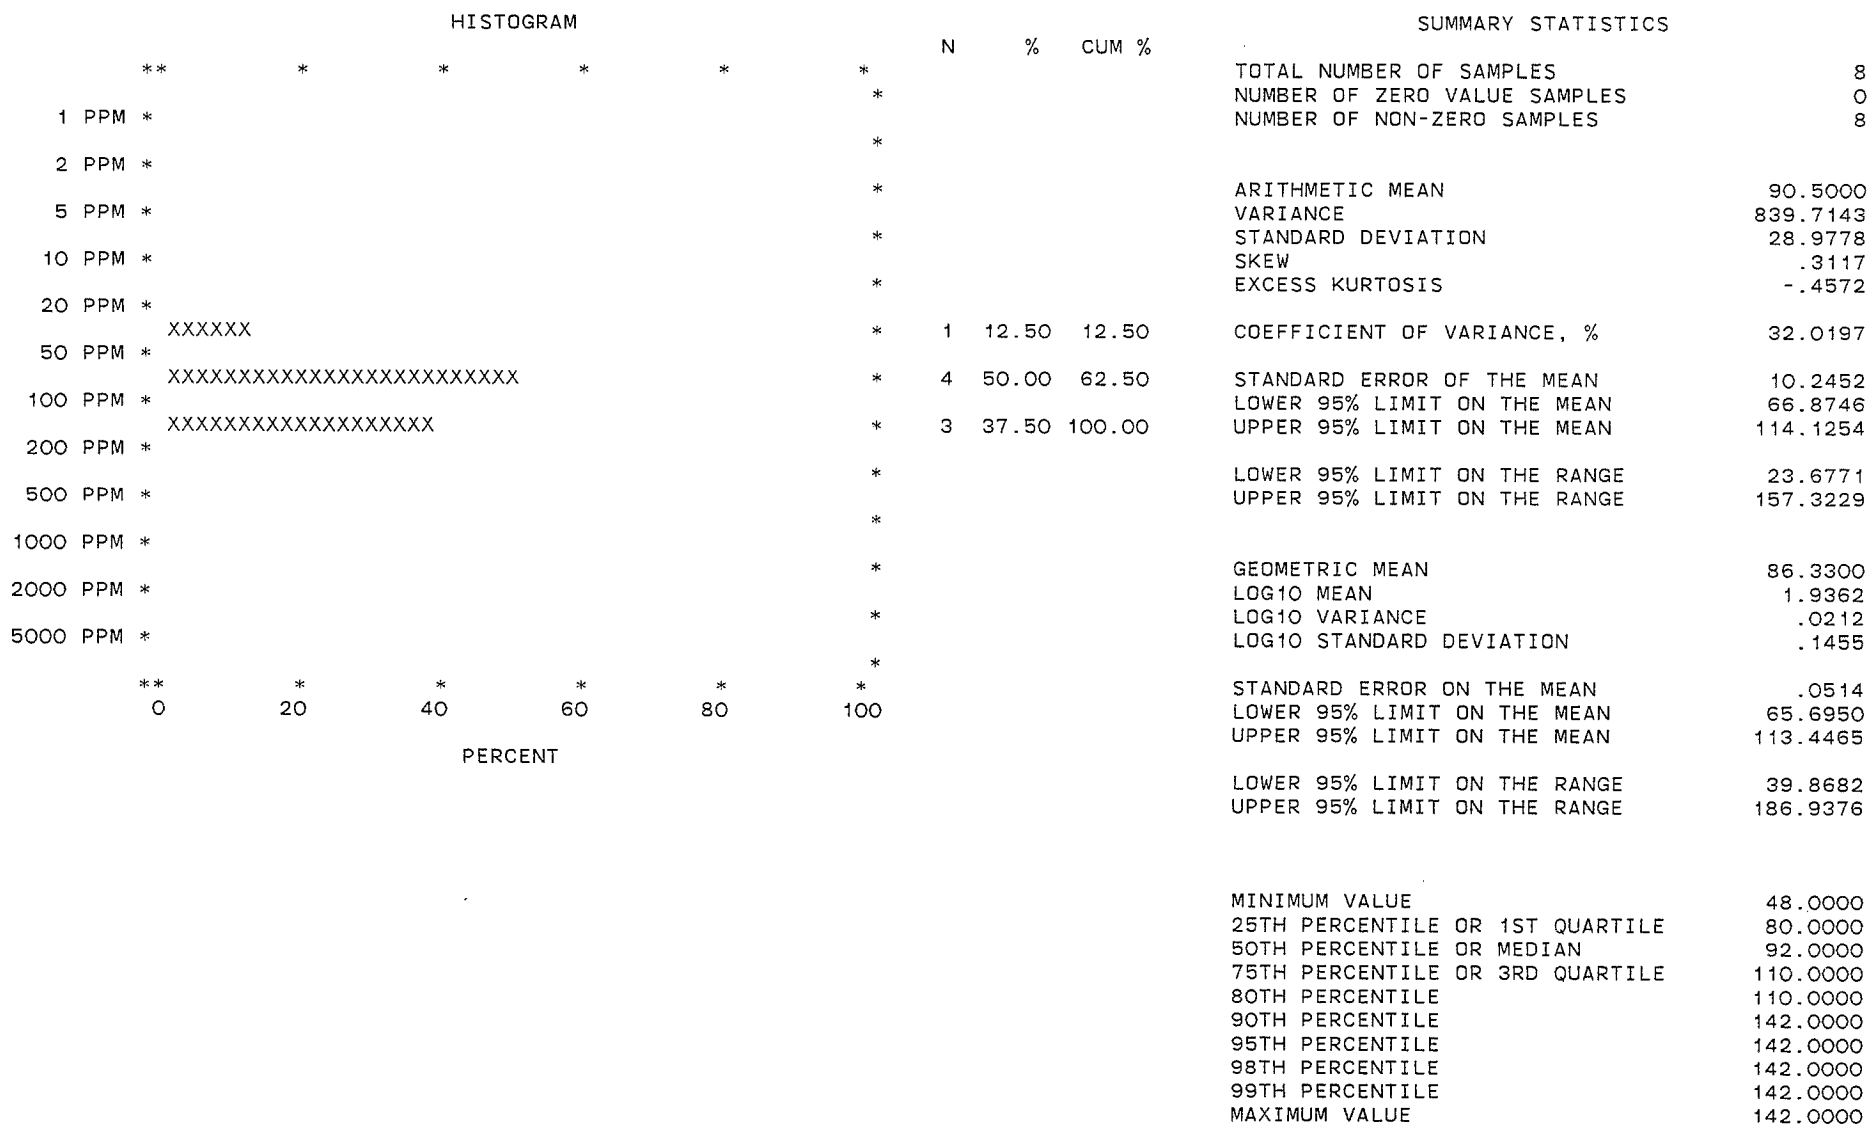 HISTOGRAM
N % CUM %
** * * * * *
*
1 PPM *
*
2 PPM *
*
5 PPM *
*
10 PPM *
*
20 PPM *
XXXXXX * 1 12.50 12.50
50 PPM *
XXXXXXXXXXXXXXXXXXXXXXXXX * 4 50.00 62.50
100 PPM *
XXXXXXXXXXXXXXXXXXX * 3 37.50 100.00
200 PPM *
*
500 PPM *
*
1000 PPM *
*
2000 PPM *
*
5000 PPM *
*
** * * * * *
0 20 40 60 80 100
PERCENT
SUMMARY STATISTICS
TOTAL NUMBER OF SAMPLES 8
NUMBER OF ZERO VALUE SAMPLES 0
NUMBER OF NON-ZERO SAMPLES 8
ARITHMETIC MEAN 90.5000
VARIANCE 839.7143
STANDARD DEVIATION 28.9778
SKEW .3117
EXCESS KURTOSIS -.4572
COEFFICIENT OF VARIANCE, % 32.0197
STANDARD ERROR OF THE MEAN 10.2452
LOWER 95% LIMIT ON THE MEAN 66.8746
UPPER 95% LIMIT ON THE MEAN 114.1254
LOWER 95% LIMIT ON THE RANGE 23.6771
UPPER 95% LIMIT ON THE RANGE 157.3229
GEOMETRIC MEAN 86.3300
LOG10 MEAN 1.9362
LOG10 VARIANCE .0212
LOG10 STANDARD DEVIATION .1455
STANDARD ERROR ON THE MEAN .0514
LOWER 95% LIMIT ON THE MEAN 65.6950
UPPER 95% LIMIT ON THE MEAN 113.4465
LOWER 95% LIMIT ON THE RANGE 39.8682
UPPER 95% LIMIT ON THE RANGE 186.9376
MINIMUM VALUE 48.0000
25TH PERCENTILE OR 1ST QUARTILE 80.0000
50TH PERCENTILE OR MEDIAN 92.0000
75TH PERCENTILE OR 3RD QUARTILE 110.0000
80TH PERCENTILE 110.0000
90TH PERCENTILE 142.0000
95TH PERCENTILE 142.0000
98TH PERCENTILE 142.0000
99TH PERCENTILE 142.0000
MAXIMUM VALUE 142.0000